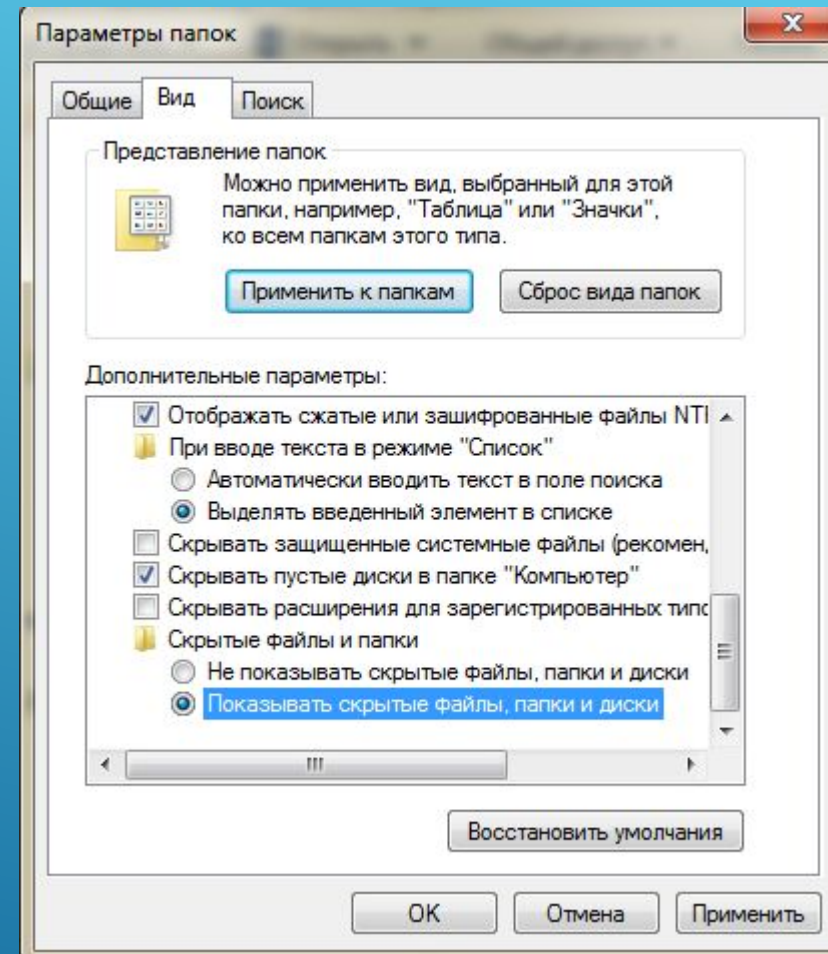 Параметры папок
Общие Вид Поиск
Представление папок
Можно применить вид, выбранный для этой
папки, например, "Таблица" или "Значки",
ко всем папкам этого типа.
Применить к папкам Сброс вида папок
Дополнительные параметры:
Отображать сжатые или зашифрованные файлы
При вводе текста в режиме "Список"
Автоматически вводить текст в поле поиска
Выделять введенный элемент в списке
Скрывать защищенные системные файлы (рекомен,
Скрывать пустые диски в папке "Компьютер"
Скрывать расширения для зарегистрированных типо
Скрытые файлы и папки
Не показывать скрытые файлы, папки и диски
Показывать скрытые файлы, папки и диски
Восстановить умолчания
ОК Отмена Применить